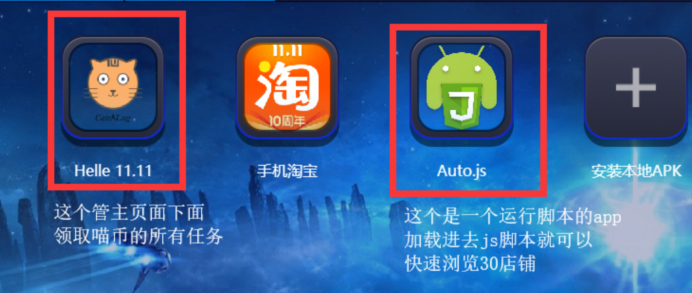 11.11
淘
10周年
Helle 11.11
手机淘宝
Auto.js
安装本地APK
这个管主页面下面
领取喵币的所有任务
这个是一个运行脚本的app
加载进去js脚本就可以
快速浏览30店铺